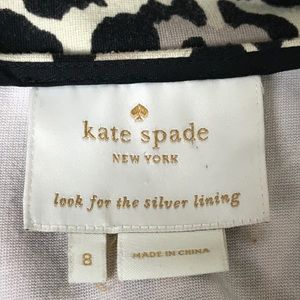 kate spade
NEW YORK
look for the silver lining
8
MADE IN CHINA